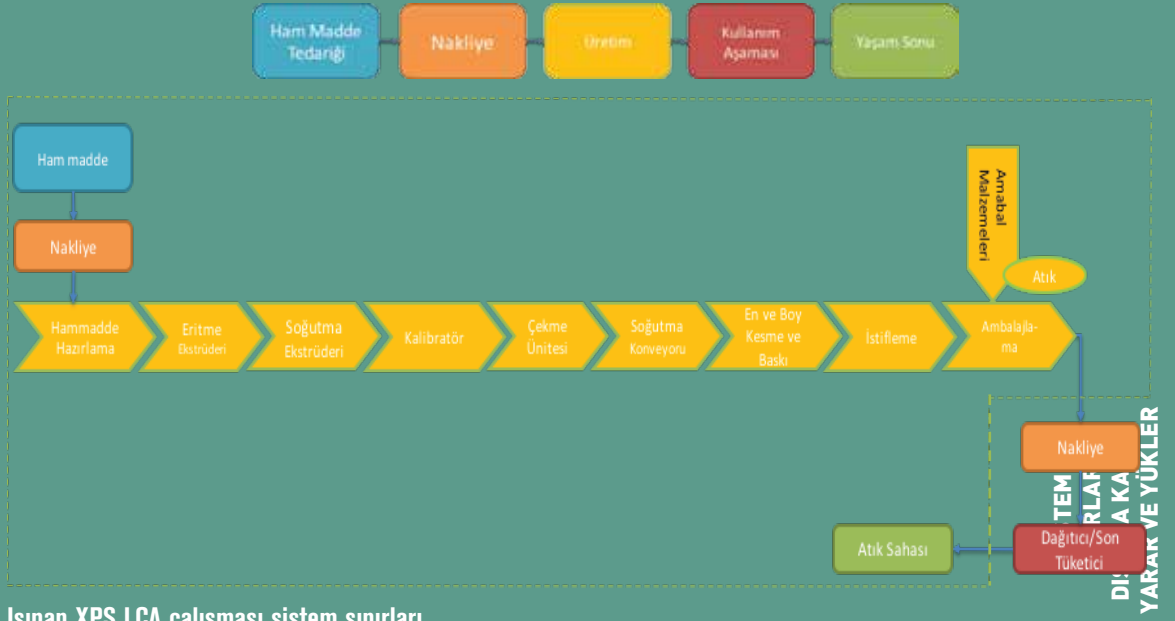 Ham Madde
Tedariği
Nakliye
Üretim
Kullanım
Aşaması
Yaşam Sonu
Ham madde
Nakliye
Amabal
Malzemeleri
Atık
Hammadde
Hazırlama
Eritme
Ekstrüderi
Soğutma
Ekstrüderi
Kalibratör
Çekme
Ünitesi
Soğutma
Konveyoru
En ve Boy
Kesme ve
Baskı
İstifleme
Ambalajla-
ma
Nakliye
Dağıtıcı/Son
Tüketici
Atık Sahası
YARAR VE YÜKLER
XPS LCA çalışması sistem sınırları